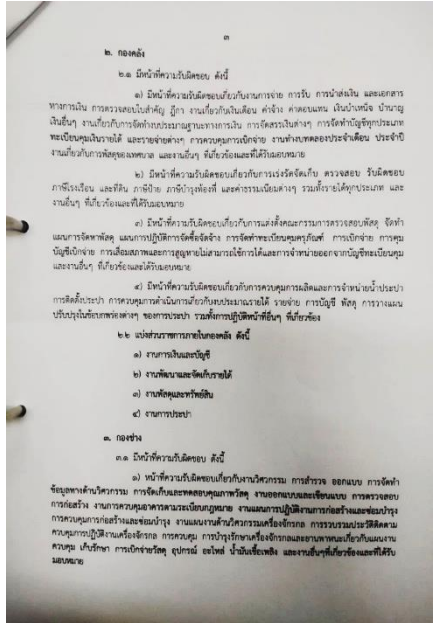 ๓
๒. กองคลัง
๒.๑ มีหน้าที่ความรับผิดชอบ ดังนี้
๑) มีหน้าที่ความรับผิดชอบเกี่ยวกับงานการจ่าย การรับ การนำส่งเงิน และเอกสาร
ทางการเงิน การตรวจสอบใบสำคัญ ฎีกา งานเกี่ยวกับเงินเดือน ค่าจ้าง ค่าตอบแทน เงินบำเหน็จ บำนาญ
เงินอื่นๆ งานเกี่ยวกับการจัดทำงบประมาณฐานะทางการเงิน การจัดสรรเงินต่างๆ การจัดทำบัญชีทุกประเภท
ทะเบียนคุมเงินรายได้ และรายจ่ายต่างๆ การควบคุมการเบิกจ่าย งานทำงบทดลองประจำเดือน ประจำปี
งานเกี่ยวกับการพัสดุของเทศบาล และงานอื่นๆ ที่เกี่ยวข้องและที่ได้รับมอบหมาย
๒) มีหน้าที่ความรับผิดชอบเกี่ยวกับการเร่งรัดจัดเก็บ ตรวจสอบ รับผิดชอบ
ภาษีโรงเรือน และที่ดิน ภาษีป้าย ภาษีบำรุงท้องที่ และค่าธรรมเนียมต่างๆ รวมทั้งรายได้ทุกประเภท และ
งานอื่นๆ ที่เกี่ยวข้องและที่ได้รับมอบหมาย
๓) มีหน้าที่ความรับผิดชอบเกี่ยวกับการแต่งตั้งคณะกรรมการตรวจสอบพัสดุ จัดทำ
แผนการจัดหาพัสดุ แผนการปฏิบัติการจัดซื้อจัดจ้าง การจัดทำทะเบียนคุมครุภัณฑ์ การเบิกจ่าย การคุม
บัญชีเบิกจ่าย การเสื่อมสภาพและการสูญหายไม่สามารถใช้การได้และการจำหน่ายออกจากบัญชีทะเบียนคุม
และงานอื่นๆ ที่เกี่ยวข้องและได้รับมอบหมาย
๔) มีหน้าที่ความรับผิดชอบเกี่ยวกับการควบคุมการผลิตและการจำหน่ายน้ำประปา
การติดตั้งประปา การควบคุมการดำเนินการเกี่ยวกับงบประมาณรายได้ รายจ่าย การบัญชี พัสดุ การวางแผน
ปรับปรุงในข้อบกพร่องต่างๆ ของการประปา รวมทั้งการปฏิบัติหน้าที่อื่นๆ ที่เกี่ยวข้อง
๒.๒ แบ่งส่วนราชการภายในกองคลัง ดังนี้
๑) งานการเงินและบัญชี
๒) งานพัฒนาและจัดเก็บรายได้
๓) งานพัสดุและทรัพย์สิน
๔) งานการประปา
๓. กองช่าง
๓.๑ มีหน้าที่ความรับผิดชอบ ดังนี้
๑) หน้าที่ความรับผิดชอบเกี่ยวกับงานวิศวกรรม การสำรวจ ออกแบบ การจัดทำ
ข้อมูลทางด้านวิศวกรรม การจัดเก็บและทดสอบคุณภาพวัสดุ งานออกแบบและเขียนแบบ การตรวจสอบ
การก่อสร้าง งานการควบคุมอาคารตามระเบียบกฎหมาย งานแผนการปฏิบัติงานการก่อสร้างและซ่อมบำรุง
การควบคุมการก่อสร้างและซ่อมบำรุง งานแผนงานด้านวิศวกรรมเครื่องจักรกล การรวบรวมประวัติติดตาม
ควบคุมการปฏิบัติงานเครื่องจักรกล การควบคุม การบำรุงรักษาเครื่องจักรกลและยานพาหนะเกี่ยวกับแผนงาน
ควบคุม เก็บรักษา การเบิกจ่ายวัสดุ อุปกรณ์ อะไหล่ น้ำมันเชื้อเพลิง และงานอื่นๆที่เกี่ยวข้องและที่ได้รับ
มอบหมาย